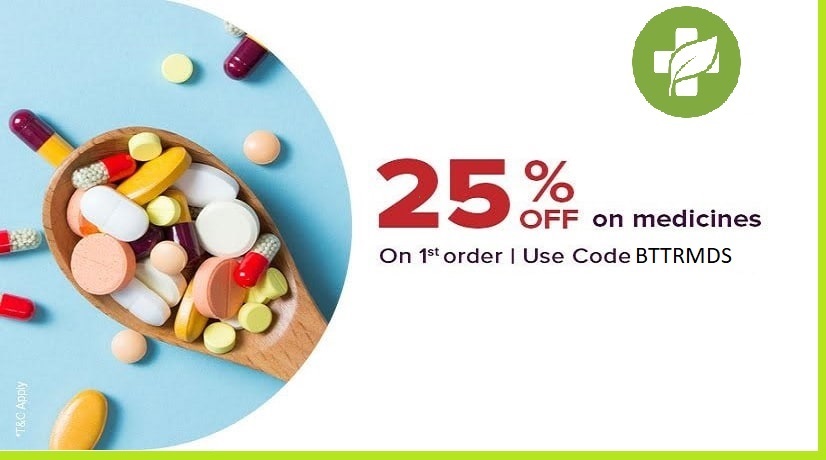 25% OFF on medicines
On 1st order | Use Code BTTRMDS
*T&C Apply